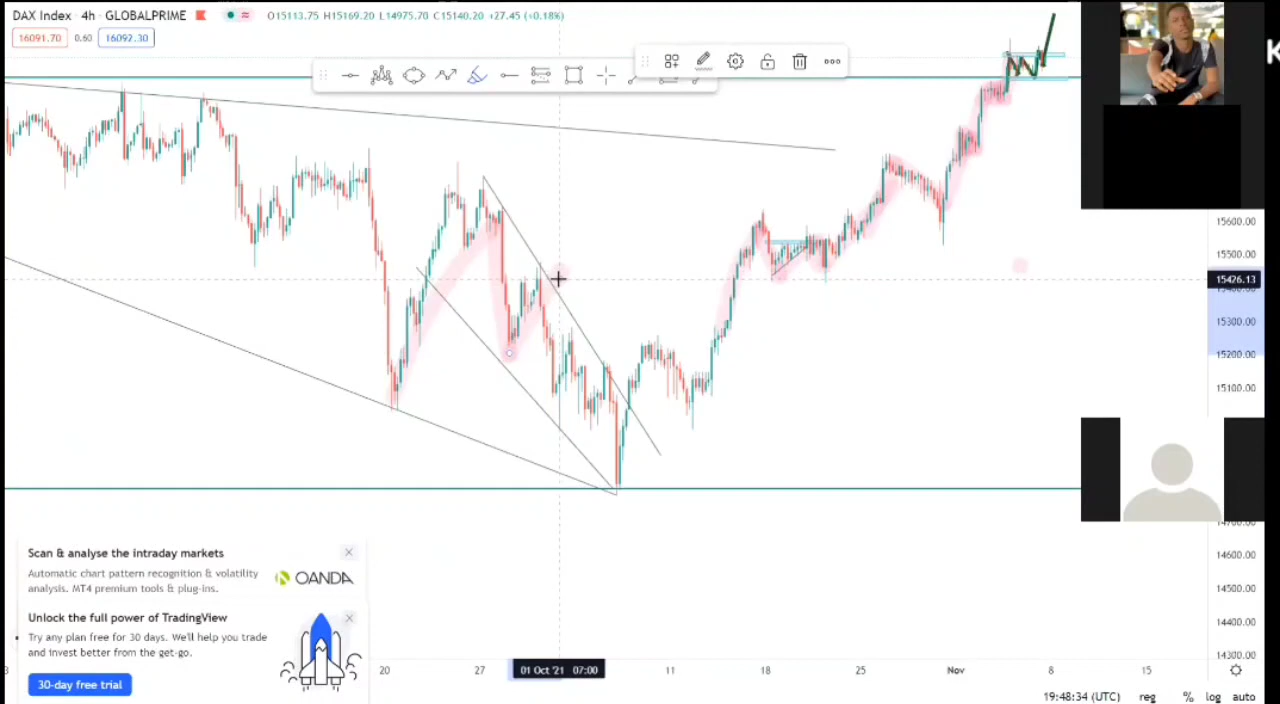 DAX Index · 4h · GLOBALPRIME O15113.75 H15169.20 L14975.70 C15140.20 +27.45 (+0.18%)
16091.70 0.60 16092.30
K
15600.00
15500.00
15426.13
15400.00
15300.00
15200.00
15100.00
14700.00
14600.00
14500.00
14400.00
14300.00
Scan & analyse the intraday markets
Automatic chart pattern recognition & volatility
analysis. MT4 premium tools & plug-ins.
OANDA
Unlock the full power of TradingView
Try any plan free for 30 days. We'll help you trade
and invest better from the get-go.
30-day free trial
3 20 27 01 Oct '21 07:00 11 18 25 Nov 8 15
19:48:34 (UTC) reg % log auto